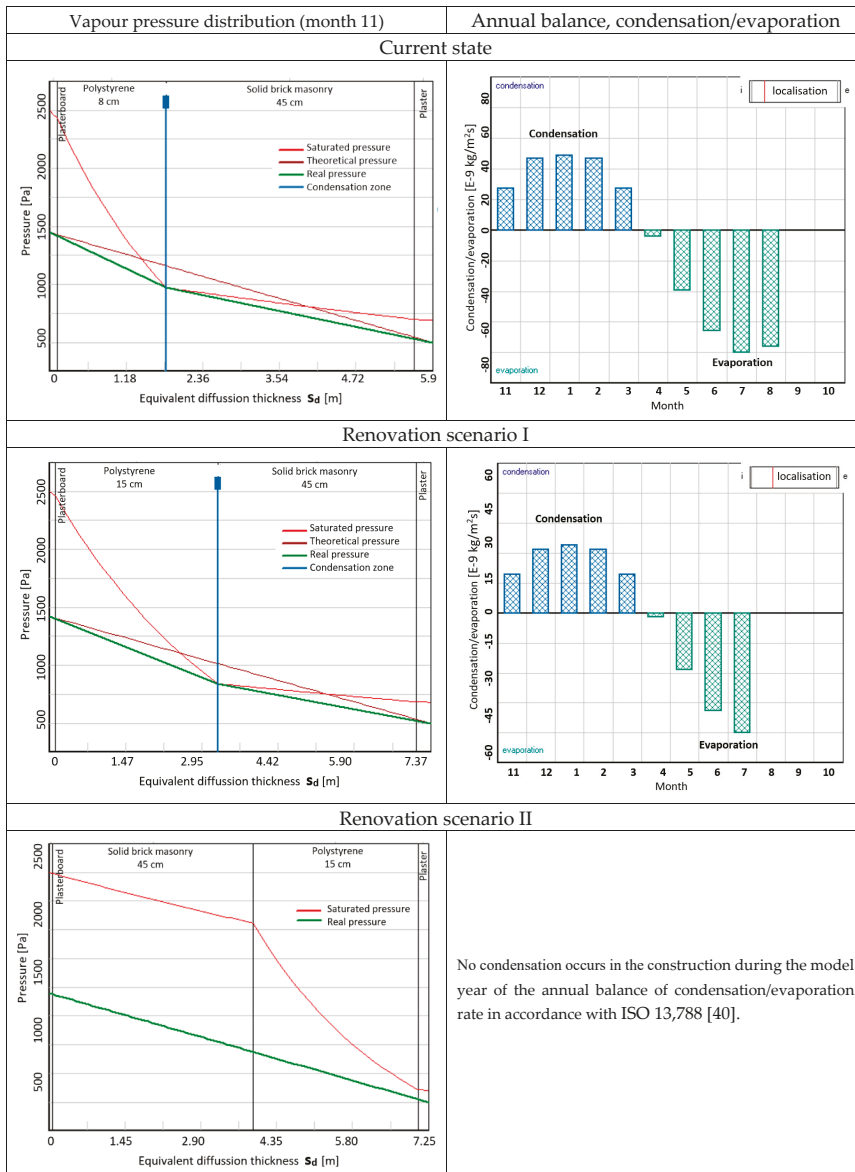 Vapour pressure distribution (month 11)
Annual balance, condensation/evaporation
Current state
Polystyrene
8 cm
Solid brick masonry
45 cm
Plasterboard
Plaster
Saturated pressure
Theoretical pressure
Real pressure
Condensation zone
Pressure [Pa]
2500
2000
1500
1000
500
0 1.18 2.36 3.54 4.72 5.9
Equivalent diffussion thickness Sd [m]
condensation
i localisation e
Condensation
Condensation/evaporation [E-9 kg/m²s]
80
60
40
20
0
-20
-40
-60
-80
Evaporation
evaporation
11 12 1 2 3 4 5 6 7 8 9 10
Month
Renovation scenario I
Polystyrene
15 cm
Solid brick masonry
45 cm
Plasterboard
Plaster
Saturated pressure
Theoretical pressure
Real pressure
Condensation zone
Pressure [Pa]
2500
2000
1500
1000
500
0 1.47 2.95 4.42 5.90 7.37
Equivalent diffussion thickness Sd [m]
condensation
i localisation e
Condensation
Condensation/evaporation [E-9 kg/m²s]
60
45
30
15
0
-15
-30
-45
-60
Evaporation
evaporation
11 12 1 2 3 4 5 6 7 8 9 10
Month
Renovation scenario II
Solid brick masonry
45 cm
Polystyrene
15 cm
Plasterboard
Plaster
Saturated pressure
Real pressure
Pressure [Pa]
2500
2000
1500
1000
500
0 1.45 2.90 4.35 5.80 7.25
Equivalent diffussion thickness Sd [m]
No condensation occurs in the construction during the model
year of the annual balance of condensation/evaporation
rate in accordance with ISO 13,788 [40].